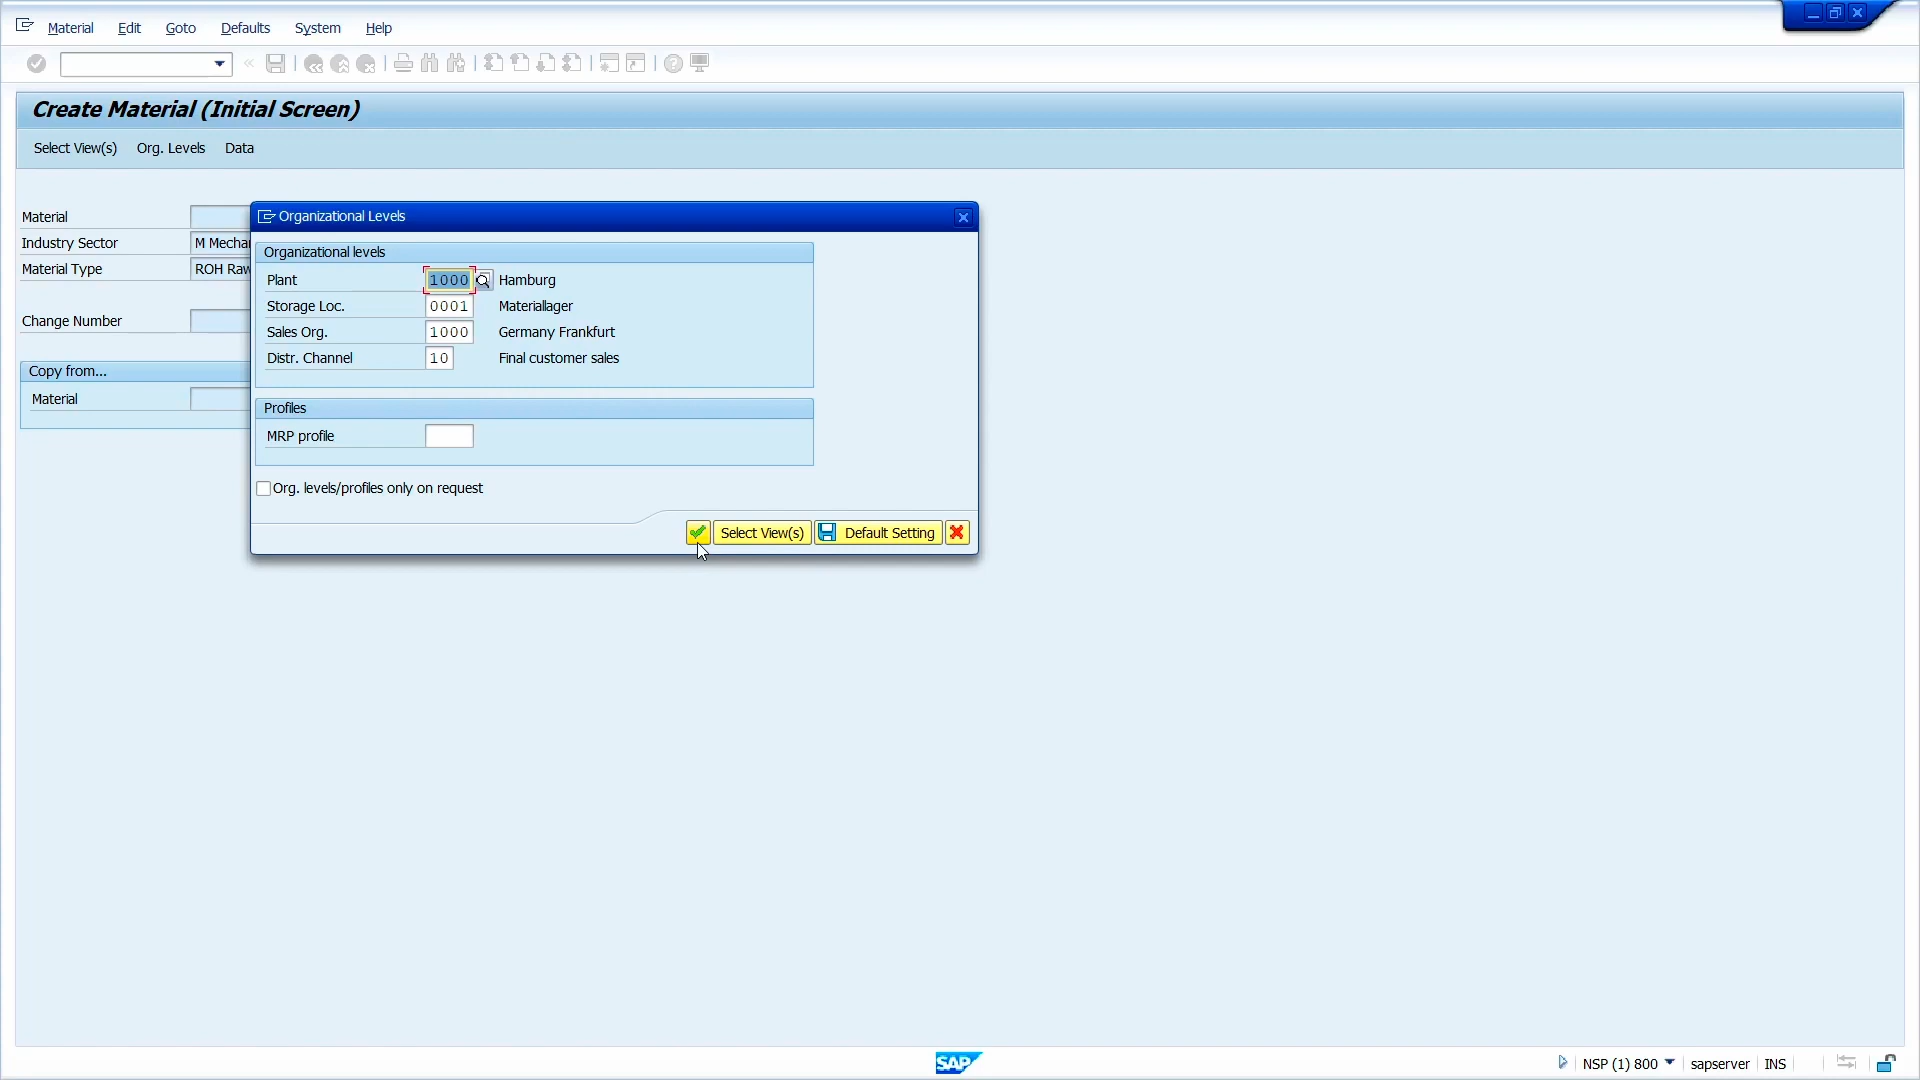 Material Edit Goto Defaults System Help
Create Material (Initial Screen)
Select View(s) Org. Levels Data
Material
Industry Sector M Mecha
Material Type ROH Raw
Change Number
Copy from...
Material
Organizational Levels
Organizational levels
Plant 1000 Hamburg
Storage Loc. 0001 Materiallager
Sales Org. 1000 Germany Frankfurt
Distr. Channel 10 Final customer sales
Profiles
MRP profile
Org. levels/profiles only on request
Select View(s) Default Setting
SAP NSP (1) 800 sapserver INS